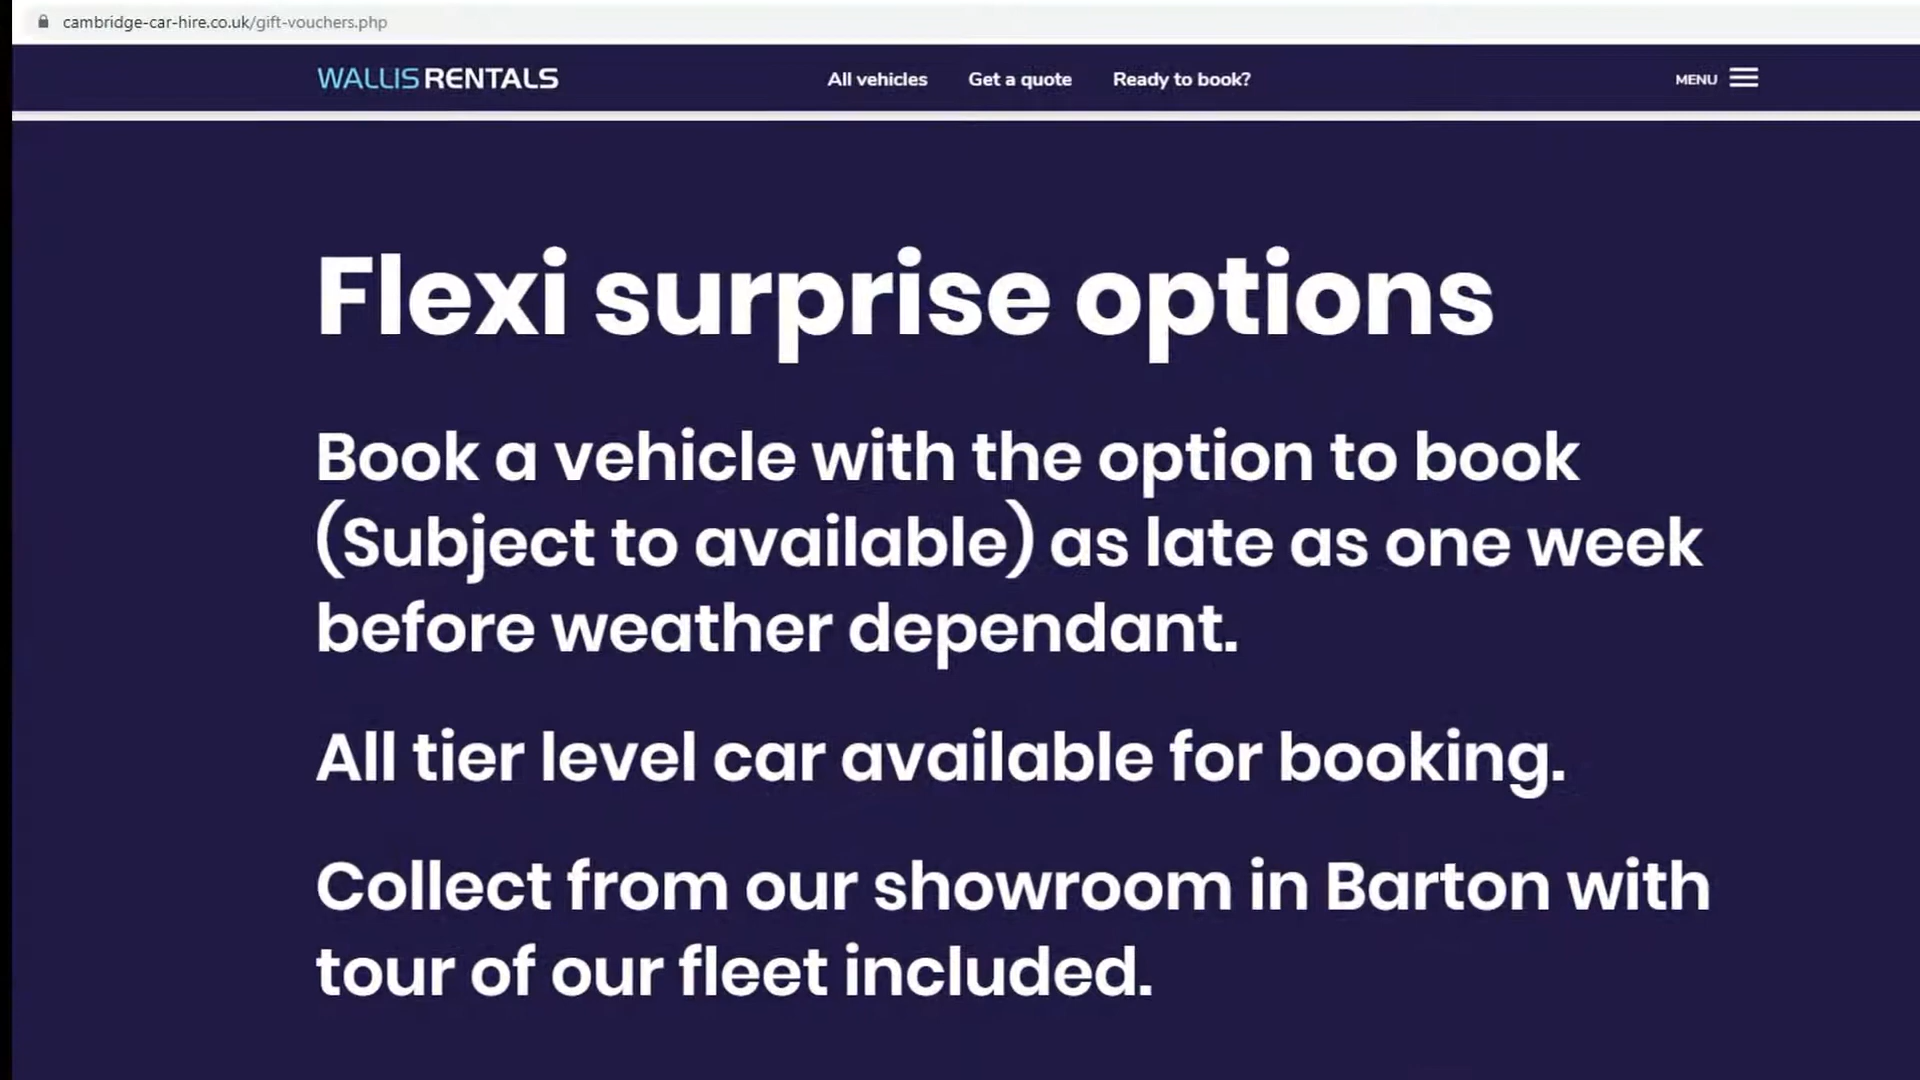 cambridge-car-hire.co.uk/gift-vouchers.php
WALLIS RENTALS All vehicles Get a quote Ready to book? MENU
Flexi surprise options
Book a vehicle with the option to book
(Subject to available) as late as one week
before weather dependant.
All tier level car available for booking.
Collect from our showroom in Barton with
tour of our fleet included.